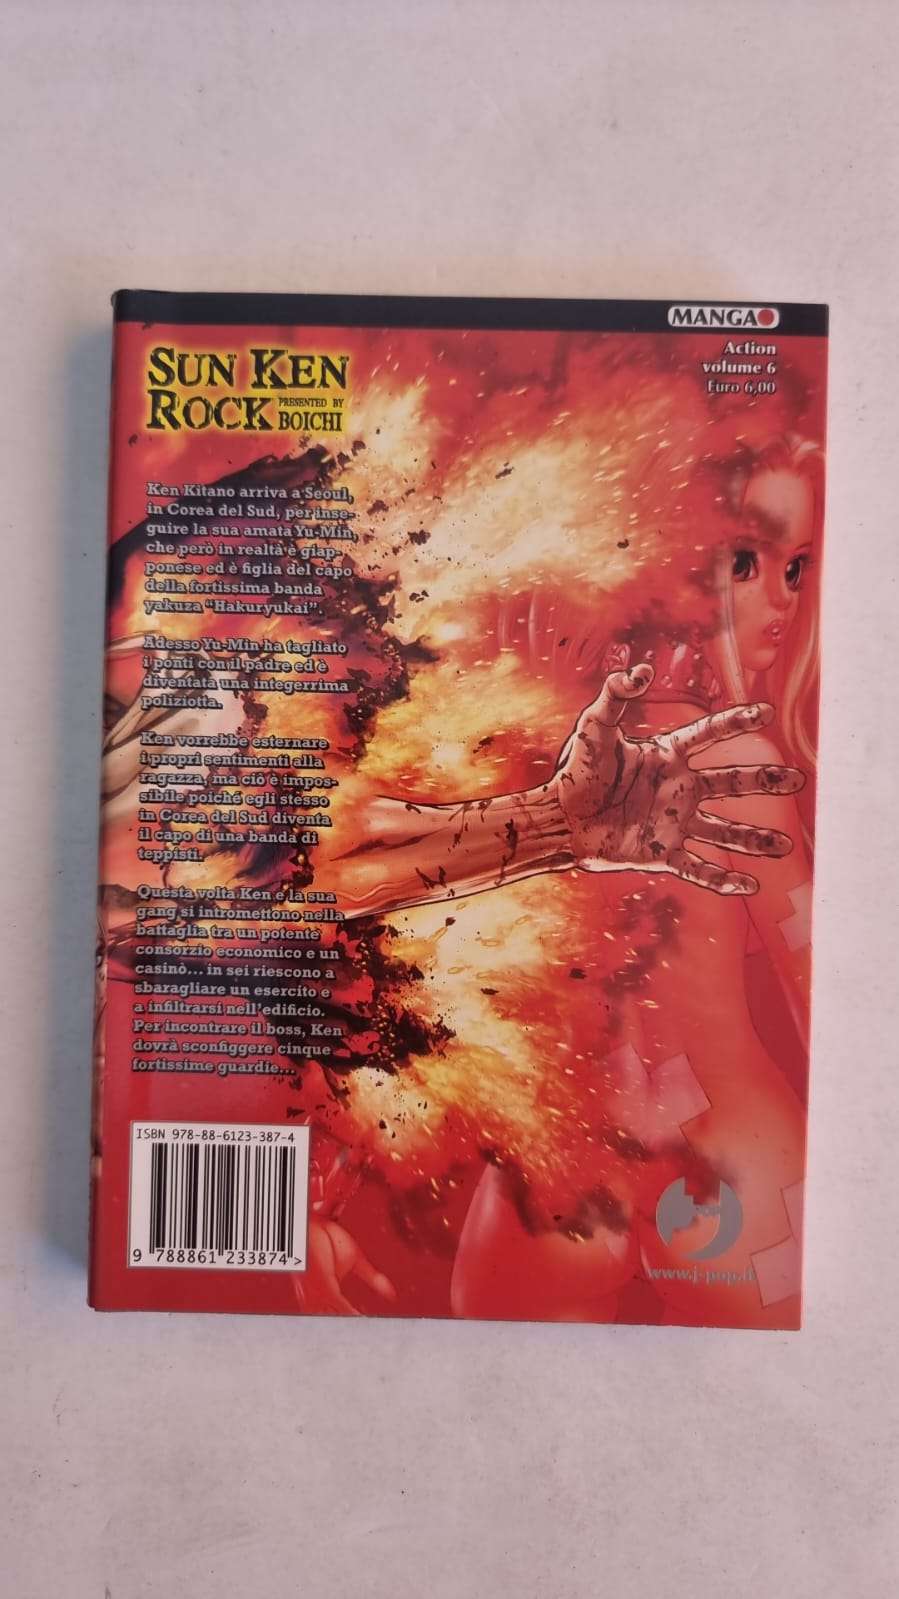 MANGA
Action
volume 6
Euro 6,00
SUN KEN
ROCK PRESENTED BY BOICHI
Ken Kitano arriva a Seoul,
in Corea del Sud, per inse-
guire la sua amata Yu-Min,
che però in realtà è giap-
ponese ed è figlia del capo
della fortissima banda
yakuza “Hakuryukai”.
Adesso Yu-Min ha tagliato
i ponti con il padre ed è
diventata una integerrima
poliziotta.
Ken vorrebbe esternare
i propri sentimenti alla
ragazza, ma ciò è impos-
sibile poiché egli stesso
in Corea del Sud diventa
il capo di una banda di
teppisti.
Questa volta Ken e la sua
gang si intromettono nella
battaglia tra un potente
consorzio economico e un
casinò... in sei riescono a
sbaragliare un esercito e
a infiltrarsi nell'edificio.
Per incontrare il boss, Ken
dovrà sconfiggere cinque
fortissime guardie...
ISBN 978-88-6123-387-4
9 788861 233874 >
J POP
www.j-pop.it